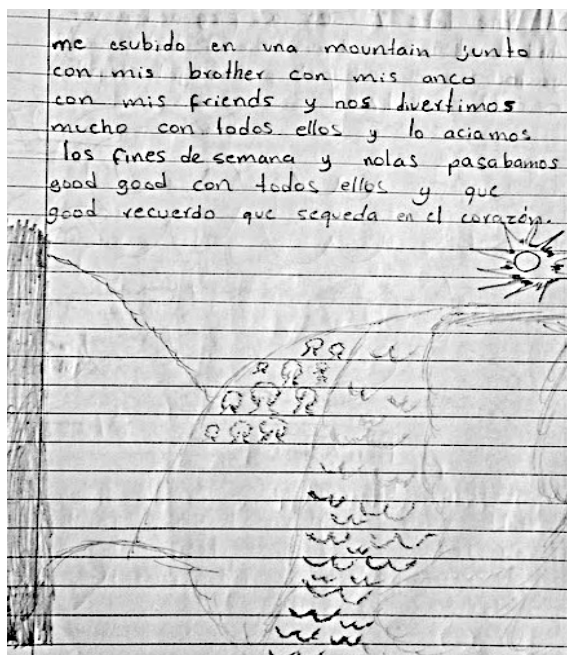 me esubido en una mountain junto
con mis brother con mis anco
con mis friends y nos divertimos
mucho con todos ellos y lo aciamos
los fines de semana y nolas pasabamos
good good con todos ellos y que
good recuerdo que sequeda en el corazón.